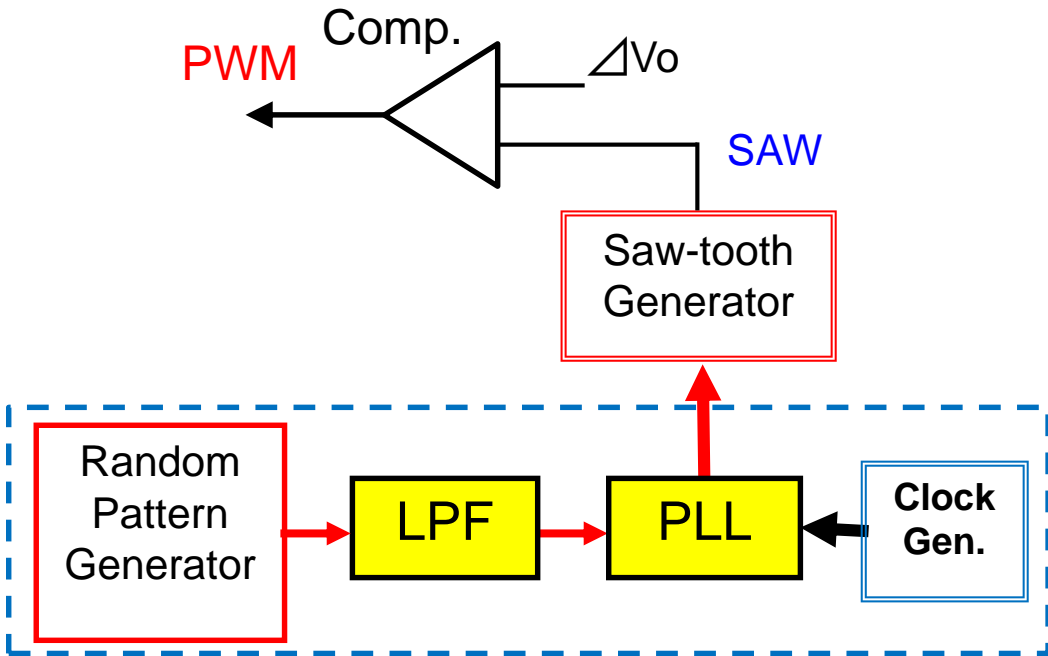 Comp.
PWM
⊿Vo
SAW
Saw-tooth
Generator
Random
Pattern
Generator
LPF
PLL
Clock
Gen.